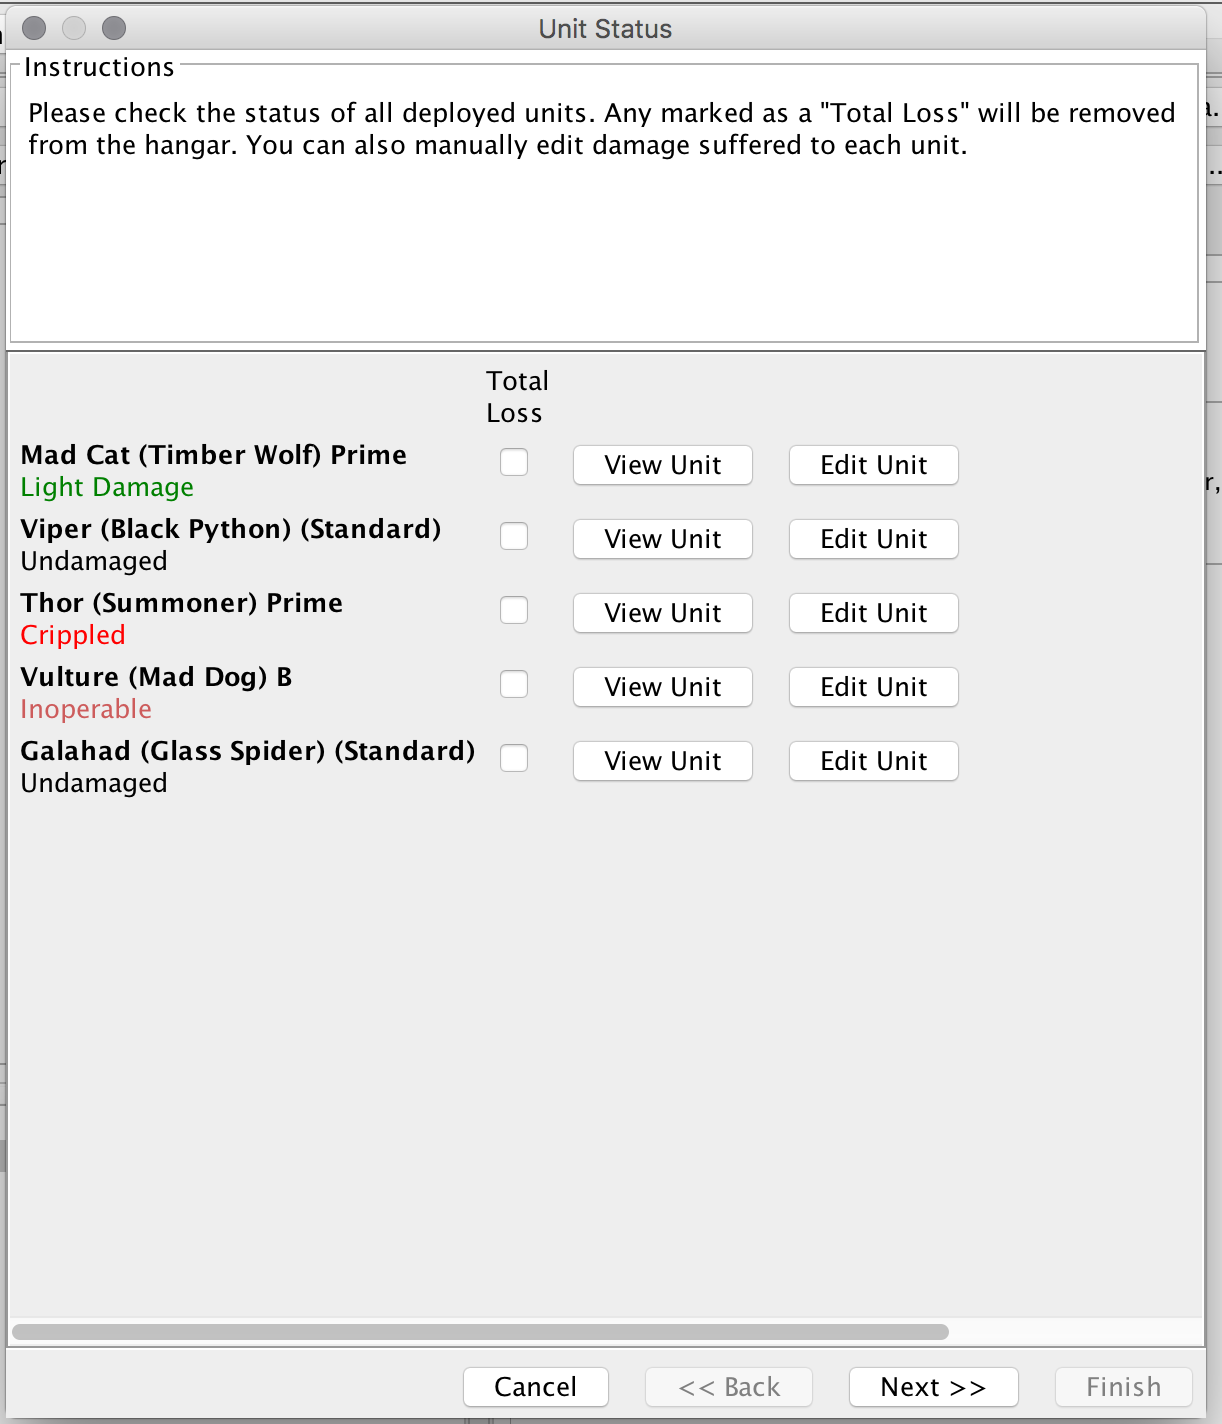 Unit Status
Instructions
Please check the status of all deployed units. Any marked as a "Total Loss" will be removed
from the hangar. You can also manually edit damage suffered to each unit.
Total
Loss
Mad Cat (Timber Wolf) Prime
Light Damage
View Unit
Edit Unit
Viper (Black Python) (Standard)
Undamaged
View Unit
Edit Unit
Thor (Summoner) Prime
Crippled
View Unit
Edit Unit
Vulture (Mad Dog) B
Inoperable
View Unit
Edit Unit
Galahad (Glass Spider) (Standard)
Undamaged
View Unit
Edit Unit
Cancel
<< Back
Next >>
Finish